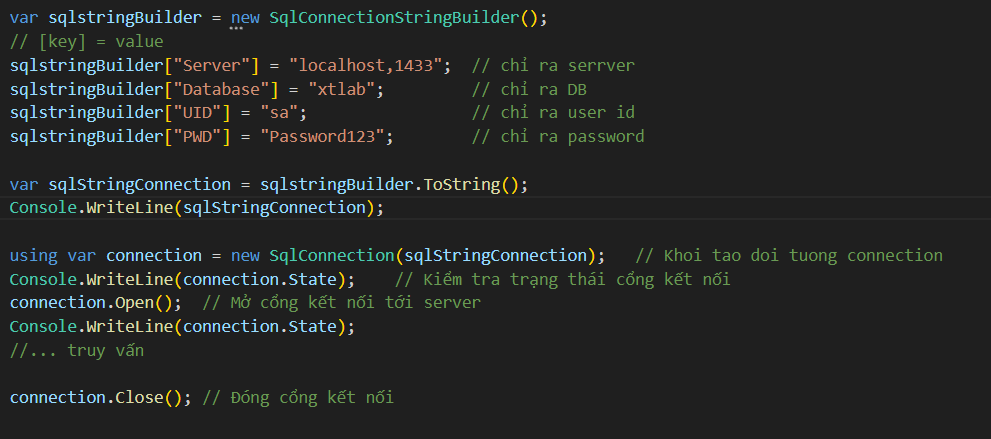 var sqlstringBuilder = new SqlConnectionStringBuilder();
// [key] = value
sqlstringBuilder["Server"] = "localhost,1433";  // chỉ ra serrver
sqlstringBuilder["Database"] = "xtlab";         // chỉ ra DB
sqlstringBuilder["UID"] = "sa";                 // chỉ ra user id
sqlstringBuilder["PWD"] = "Password123";        // chỉ ra password
var sqlStringConnection = sqlstringBuilder.ToString();
Console.WriteLine(sqlStringConnection);
using var connection = new SqlConnection(sqlStringConnection);   // Khoi tao doi tuong connection
Console.WriteLine(connection.State);    // Kiểm tra trạng thái cổng kết nối
connection.Open();  // Mở cổng kết nối tới server
Console.WriteLine(connection.State);
//... truy vấn
connection.Close(); // Đóng cổng kết nối